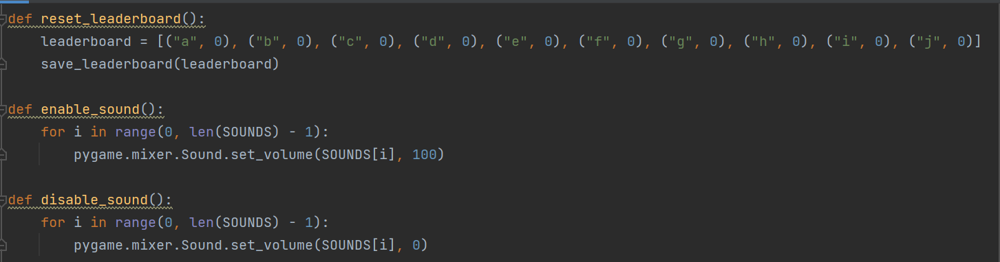 def reset_leaderboard():
    leaderboard = [("a", 0), ("b", 0), ("c", 0), ("d", 0), ("e", 0), ("f", 0), ("g", 0), ("h", 0), ("i", 0), ("j", 0)]
    save_leaderboard(leaderboard)

def enable_sound():
    for i in range(0, len(SOUNDS) - 1):
        pygame.mixer.Sound.set_volume(SOUNDS[i], 100)

def disable_sound():
    for i in range(0, len(SOUNDS) - 1):
        pygame.mixer.Sound.set_volume(SOUNDS[i], 0)